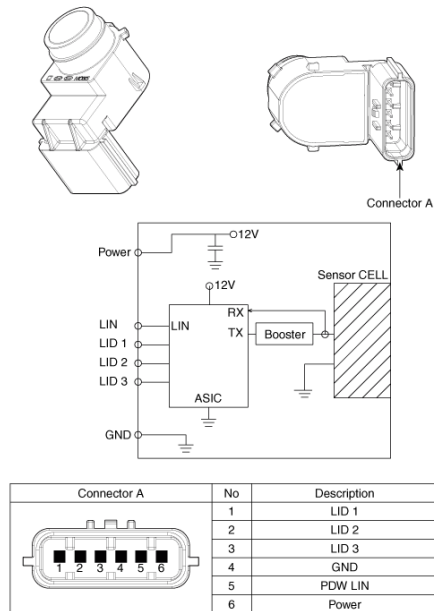 Connector A
12V
Power
12V
Sensor CELL
RX
LIN
LIN
TX
Booster
LID 1
LID 2
LID 3
ASIC
GND
Connector A No Description
1 LID 1
2 LID 2
3 LID 3
4 GND
5 PDW LIN
6 Power
1 2 3 4 5 6